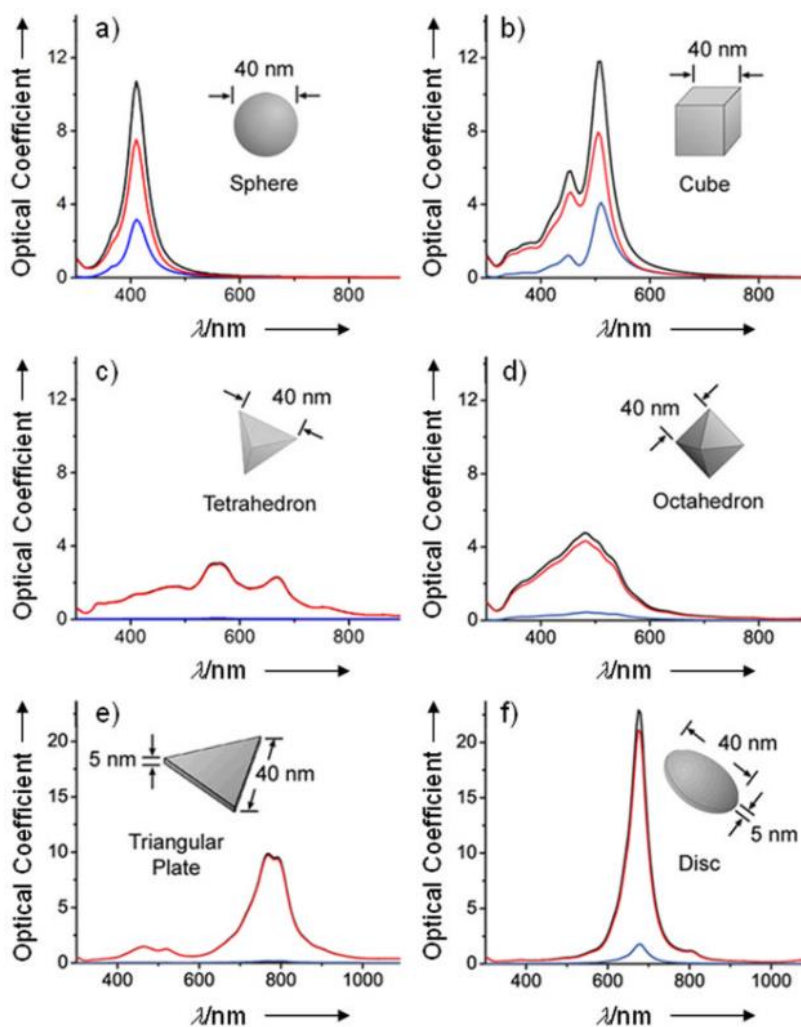 a)
40 nm
Sphere
Optical Coefficient
12
8
4
0
400 600 800
λ/nm
b)
40 nm
Cube
Optical Coefficient
12
8
4
0
400 600 800
λ/nm
c)
40 nm
Tetrahedron
Optical Coefficient
12
8
4
0
400 600 800
λ/nm
d)
40 nm
Octahedron
Optical Coefficient
12
8
4
0
400 600 800
λ/nm
e)
5 nm
40 nm
Triangular
Plate
Optical Coefficient
20
15
10
5
0
400 600 800 1000
λ/nm
f)
40 nm
5 nm
Disc
Optical Coefficient
20
15
10
5
0
400 600 800 1000
λ/nm